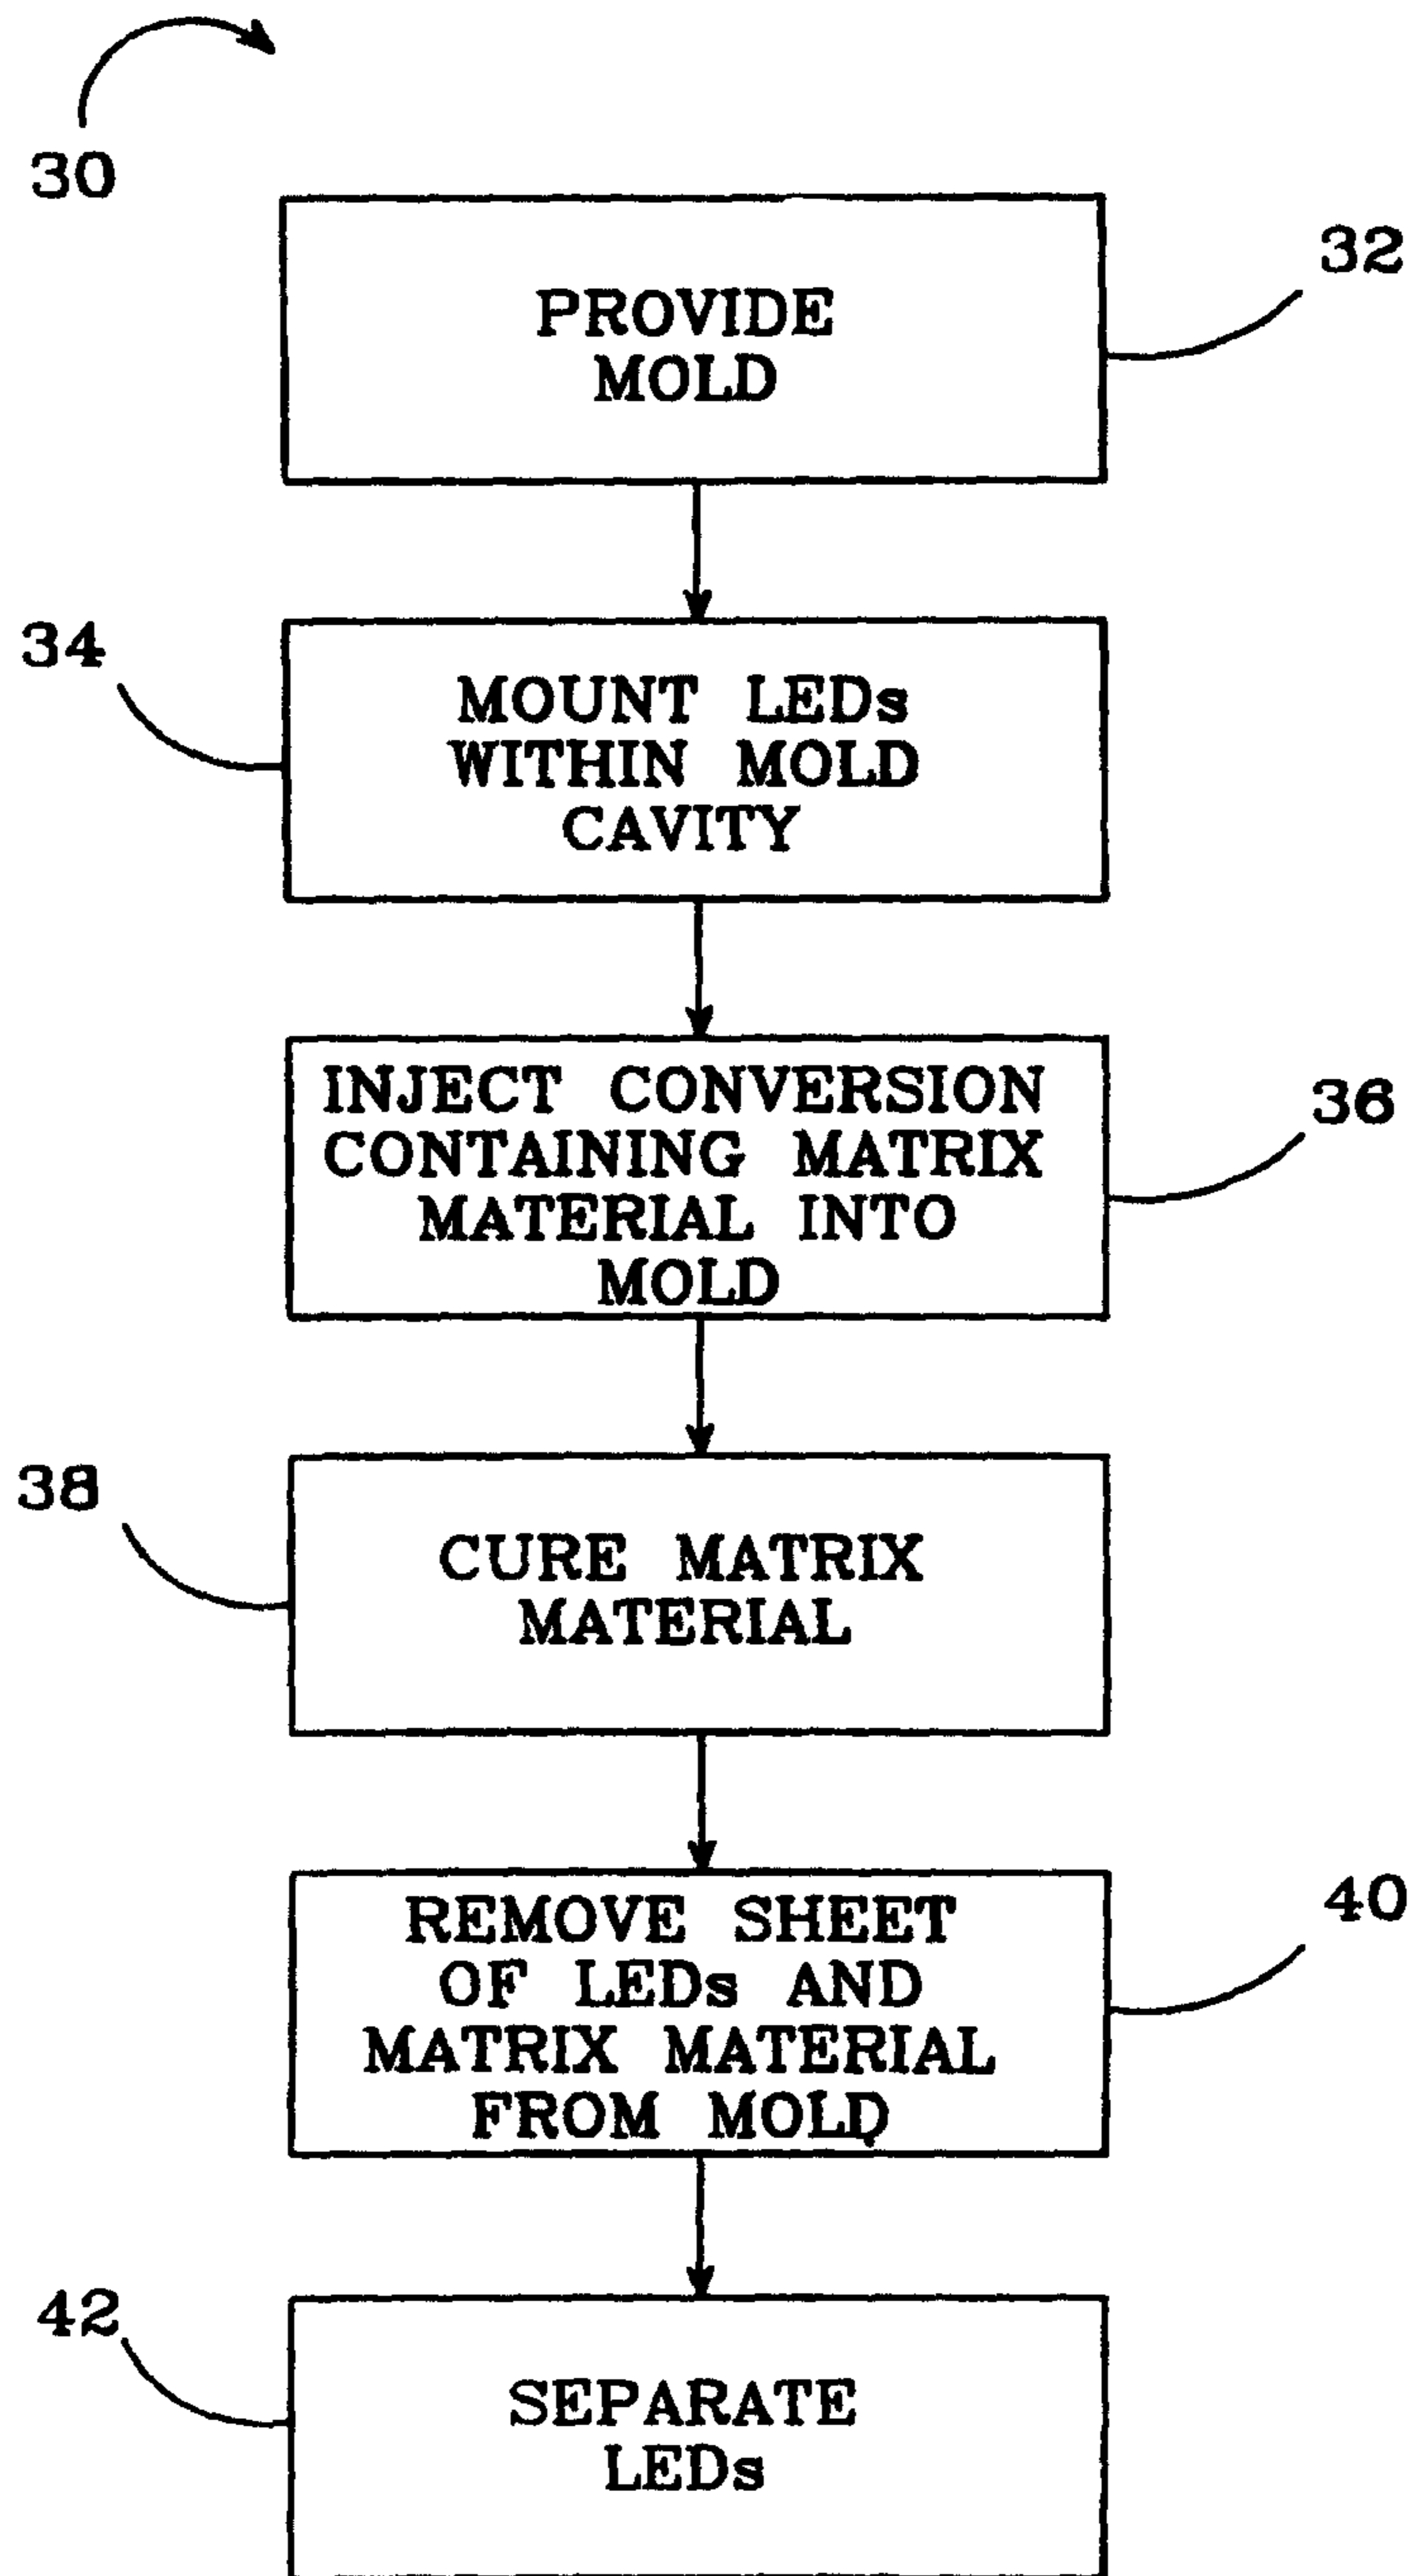 30
PROVIDE
MOLD
32
34
MOUNT LEDs
WITHIN MOLD
CAVITY
INJECT CONVERSION
CONTAINING MATRIX
MATERIAL INTO
MOLD
36
38
CURE MATRIX
MATERIAL
REMOVE SHEET
OF LEDs AND
MATRIX MATERIAL
FROM MOLD
40
42
SEPARATE
LEDs